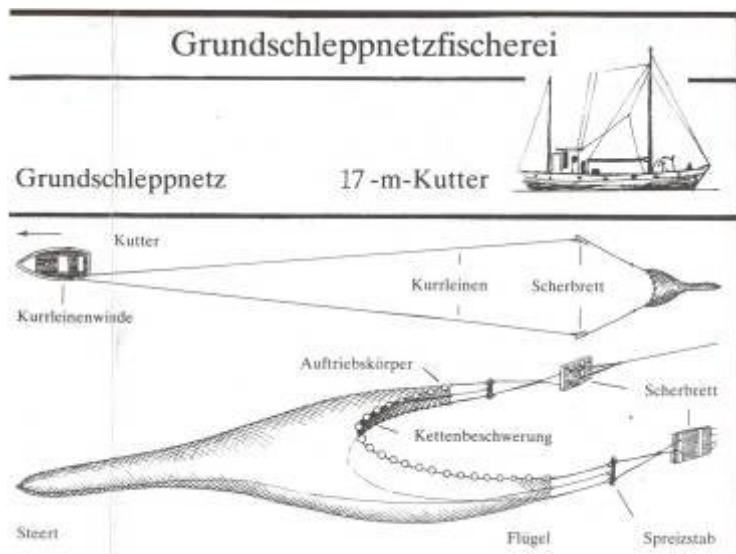 Grundschleppnetzfischerei
Grundschleppnetz 17-m-Kutter
Kutter
Kurrleinen Scherbrett
Kurrleinenwinde
Auftriebskörper
Scherbrett
Kettenbeschwerung
Steert Flügel Spreizstab